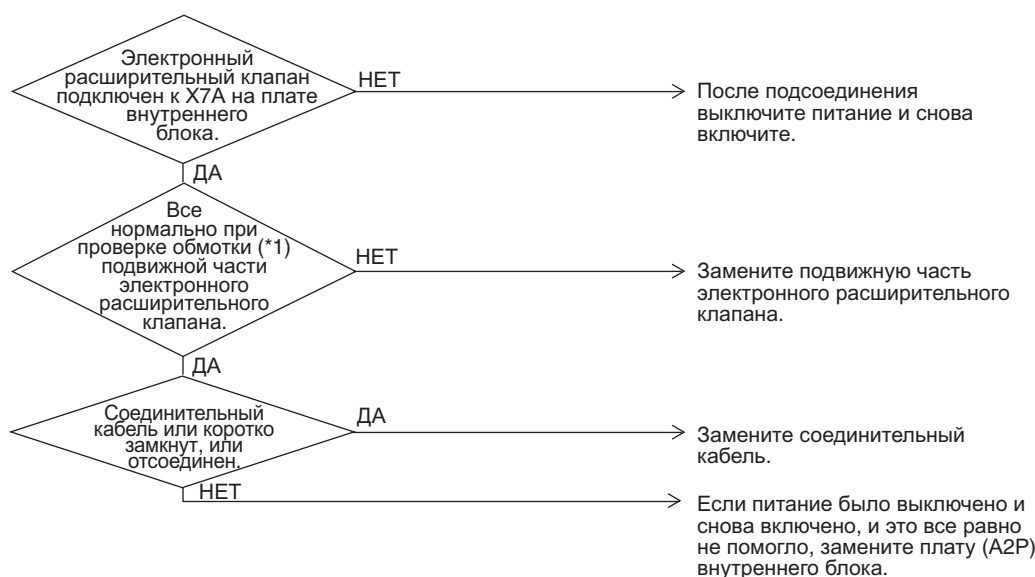 Электронный
расширительный клапан
подключен к X7A на плате
внутреннего
блока.
НЕТ
После подсоединения
выключите питание и снова
включите.
ДА
Все
нормально при
проверке обмотки (*1)
подвижной части
электронного
расширительного
клапана.
НЕТ
Замените подвижную часть
электронного расширительного
клапана.
ДА
Соединительный
кабель или коротко
замкнут, или
отсоединен.
ДА
Замените соединительный
кабель.
НЕТ
Если питание было выключено и
снова включено, и это все равно
не помогло, замените плату (A2P)
внутреннего блока.